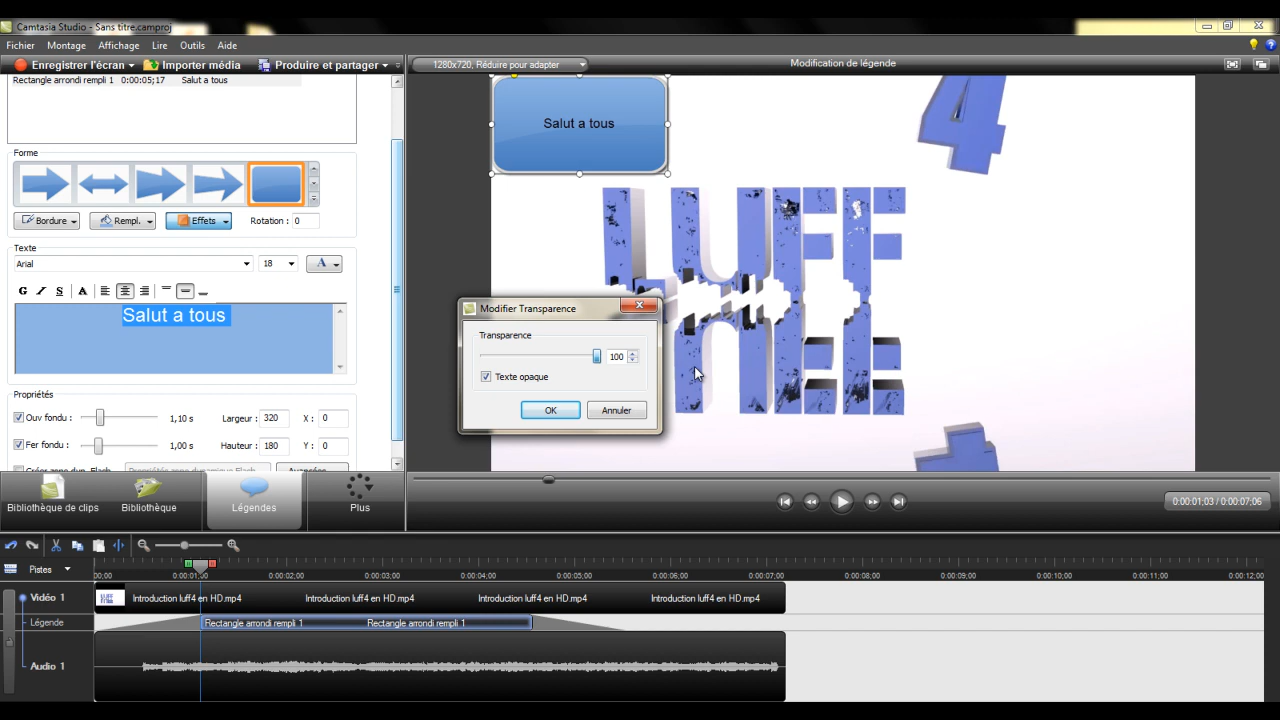 Camtasia Studio - Sans titre.camproj
Fichier Montage Affichage Lire Outils Aide
Enregistrer l'écran Importer média Produire et partager
1280x720, Réduire pour adapter
Modification de légende
Rectangle arrondi rempli 1 0:00:05;17 Salut a tous
Forme
Bordure Rempl. Effets Rotation : 0
Texte
Arial 18 A
G I S A
Salut a tous
Propriétés
Ouv fondu : 1,10 s Largeur : 320 X : 0
Fer fondu : 1,00 s Hauteur : 180 Y : 0
Salut a tous
4
LUFF
Modifier Transparence
Transparence
100
Texte opaque
OK Annuler
Bibliothèque de clips Bibliothèque Légendes Plus
0:00:01;03 / 0:00:07;06
Pistes
0:00:02;00 0:00:03;00 0:00:04;00 0:00:05;00 0:00:06;00 0:00:07;00 0:00:08;00 0:00:09;00 0:00:10;00 0:00:11;00 0:00:12;00
Vidéo 1 Introduction luff4 en HD.mp4 Introduction luff4 en HD.mp4 Introduction luff4 en HD.mp4 Introduction luff4 en HD.mp4
Légende Rectangle arrondi rempli 1 Rectangle arrondi rempli 1
Audio 1